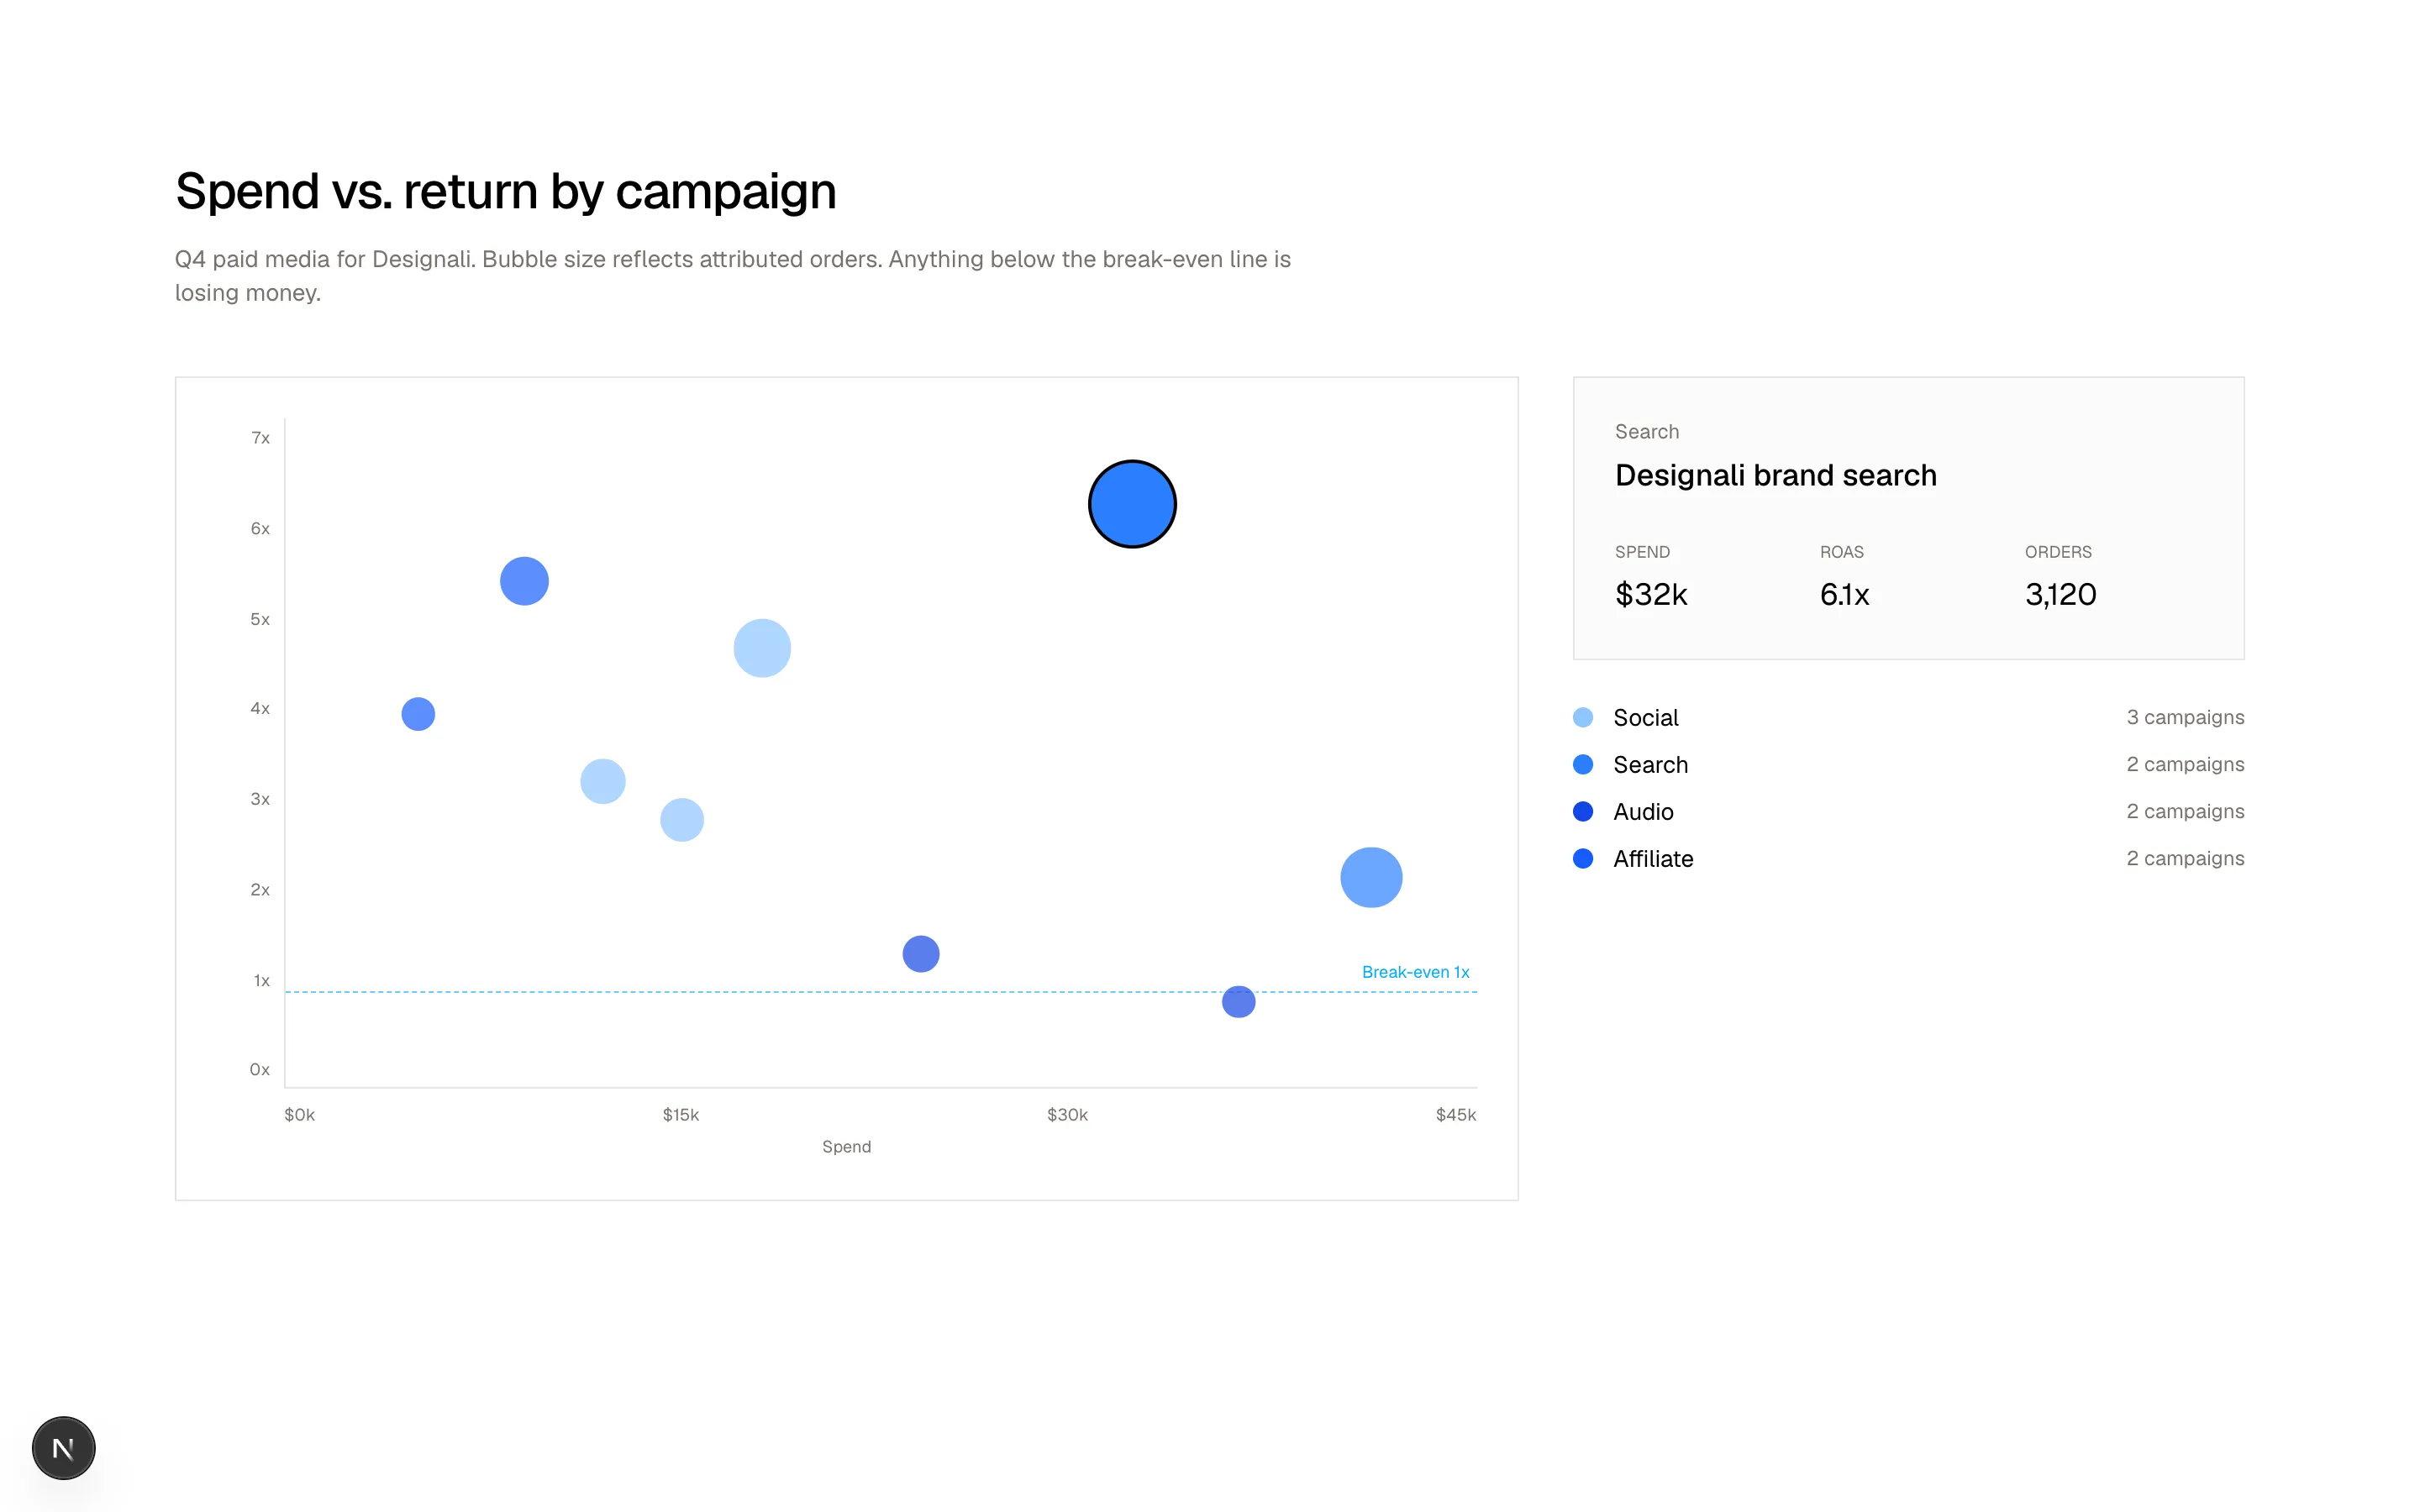 Spend vs. return by campaign
Q4 paid media for Designali. Bubble size reflects attributed orders. Anything below the break-even line is
losing money.
7x
6x
5x
4x
3x
2x
1x
0x
Break-even 1x
$0k
$15k
$30k
$45k
Spend
Search
Designali brand search
SPEND
ROAS
ORDERS
$32k
6.1x
3,120
Social
3 campaigns
Search
2 campaigns
Audio
2 campaigns
Affiliate
2 campaigns
N